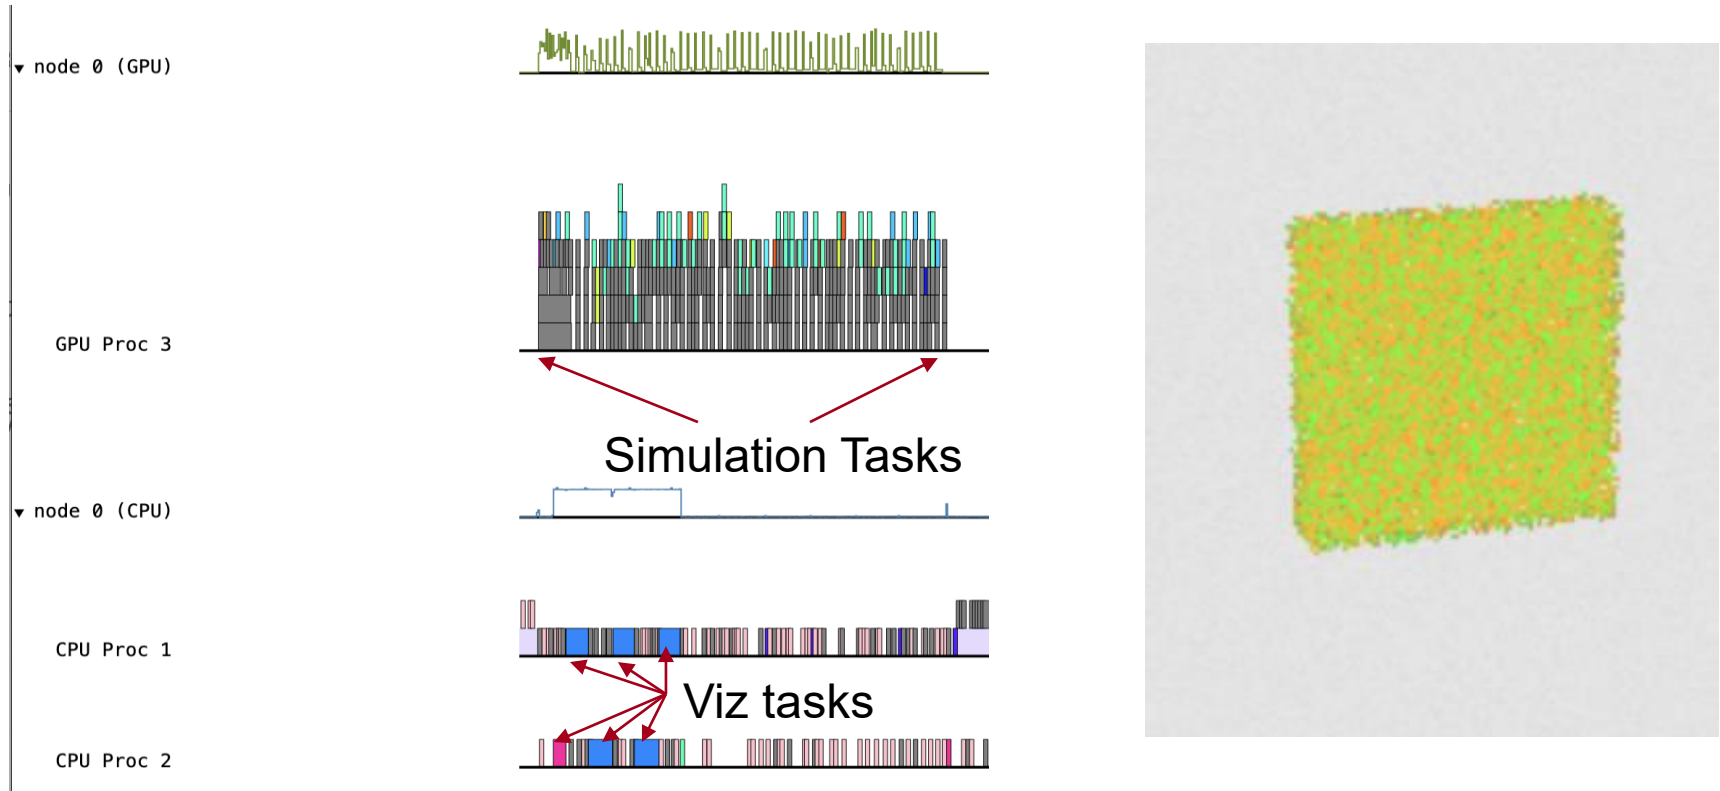 node 0 (GPU)
GPU Proc 3
Simulation Tasks
node 0 (CPU)
CPU Proc 1
Viz tasks
CPU Proc 2